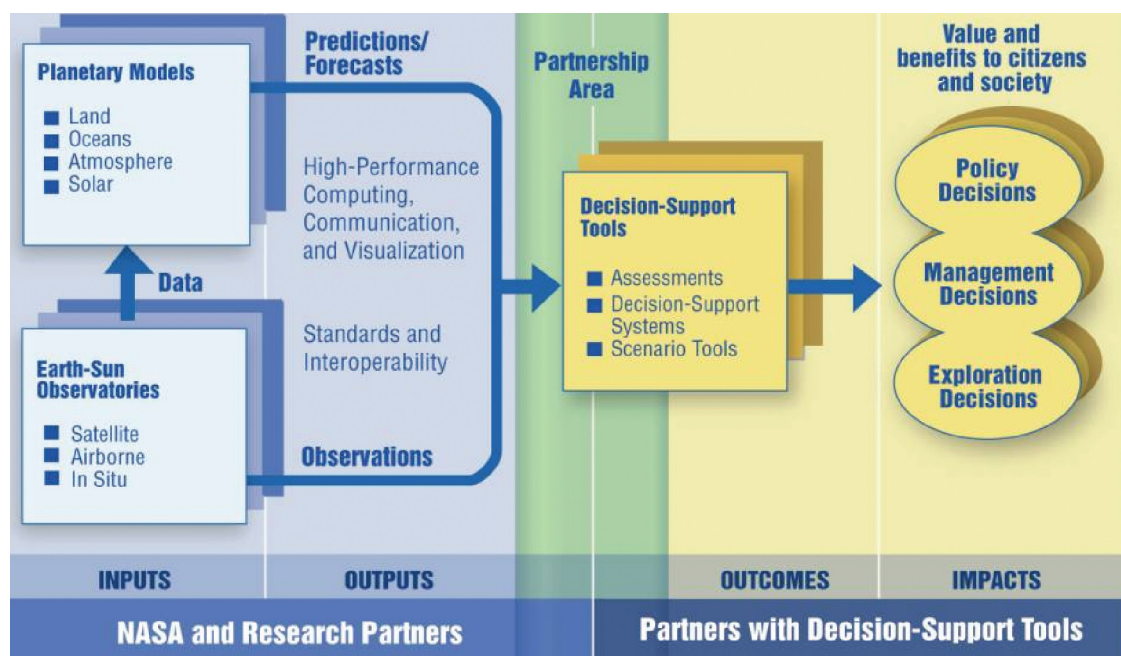 Planetary Models
Land
Oceans
Atmosphere
Solar
Data
Earth-Sun
Observatories
Satellite
Airborne
In Situ
Predictions/
Forecasts
High-Performance
Computing,
Communication,
and Visualization
Standards and
Interoperability
Observations
Partnership
Area
Decision-Support
Tools
Assessments
Decision-Support
Systems
Scenario Tools
Value and
benefits to citizens
and society
Policy
Decisions
Management
Decisions
Exploration
Decisions
INPUTS
OUTPUTS
OUTCOMES
IMPACTS
NASA and Research Partners
Partners with Decision-Support Tools